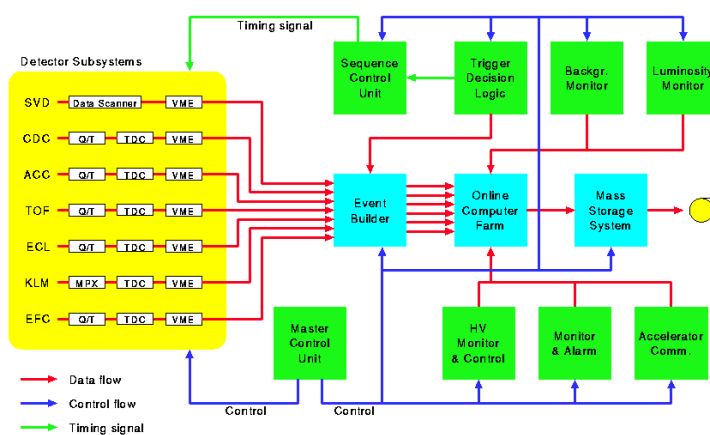 Timing signal
Detector Subsystems
Sequence
Control
Unit
Trigger
Decision
Logic
Backgr.
Monitor
Luminosity
Monitor
SVD Data Scanner VME
CDC Q/T TDC VME
ACC Q/T TDC VME
TOF Q/T TDC VME
ECL Q/T TDC VME
KLM MPX TDC VME
EFC Q/T TDC VME
Event
Builder
Online
Computer
Farm
Mass
Storage
System
Master
Control
Unit
HV
Monitor
& Control
Monitor
& Alarm
Accelerator
Comm.
Data flow
Control flow
Timing signal
Control
Control